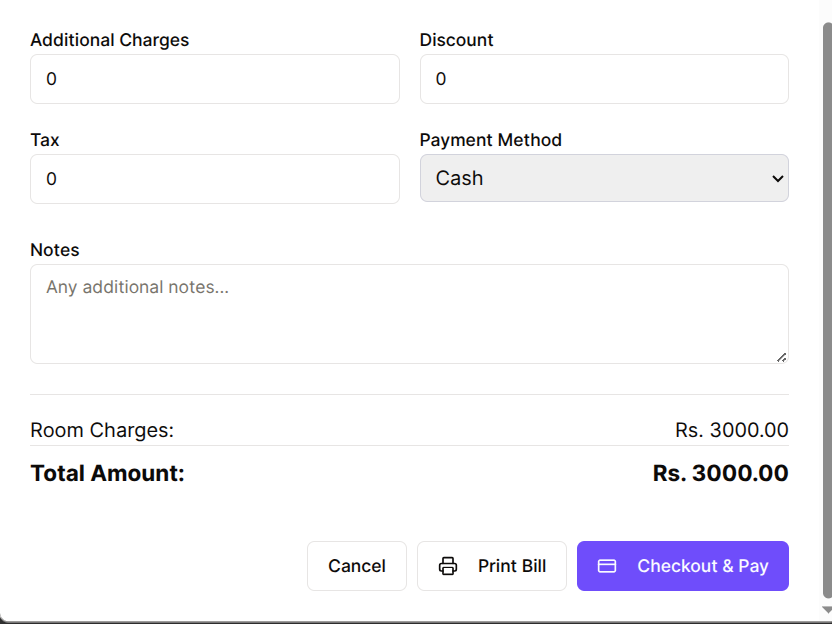 Additional Charges
Discount
0
0
Tax
Payment Method
0
Cash
Notes
Any additional notes...
Room Charges: Rs. 3000.00
Total Amount: Rs. 3000.00
Cancel
Print Bill
Checkout & Pay